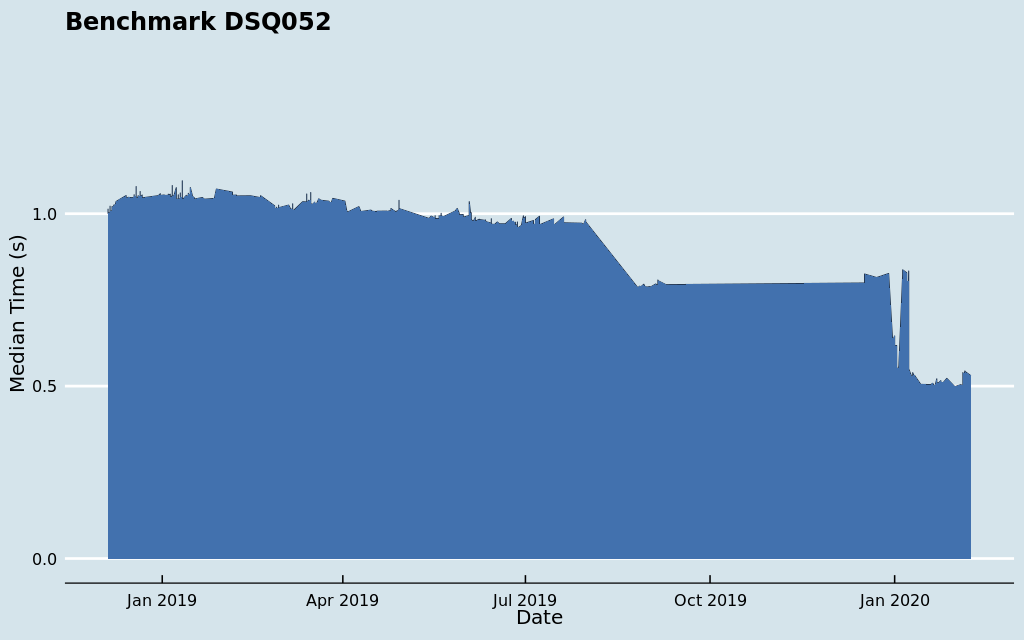 Benchmark DSQ052
Median Time (s)
1.0
0.5
0.0
Jan 2019
Apr 2019
Jul 2019
Oct 2019
Jan 2020
Date